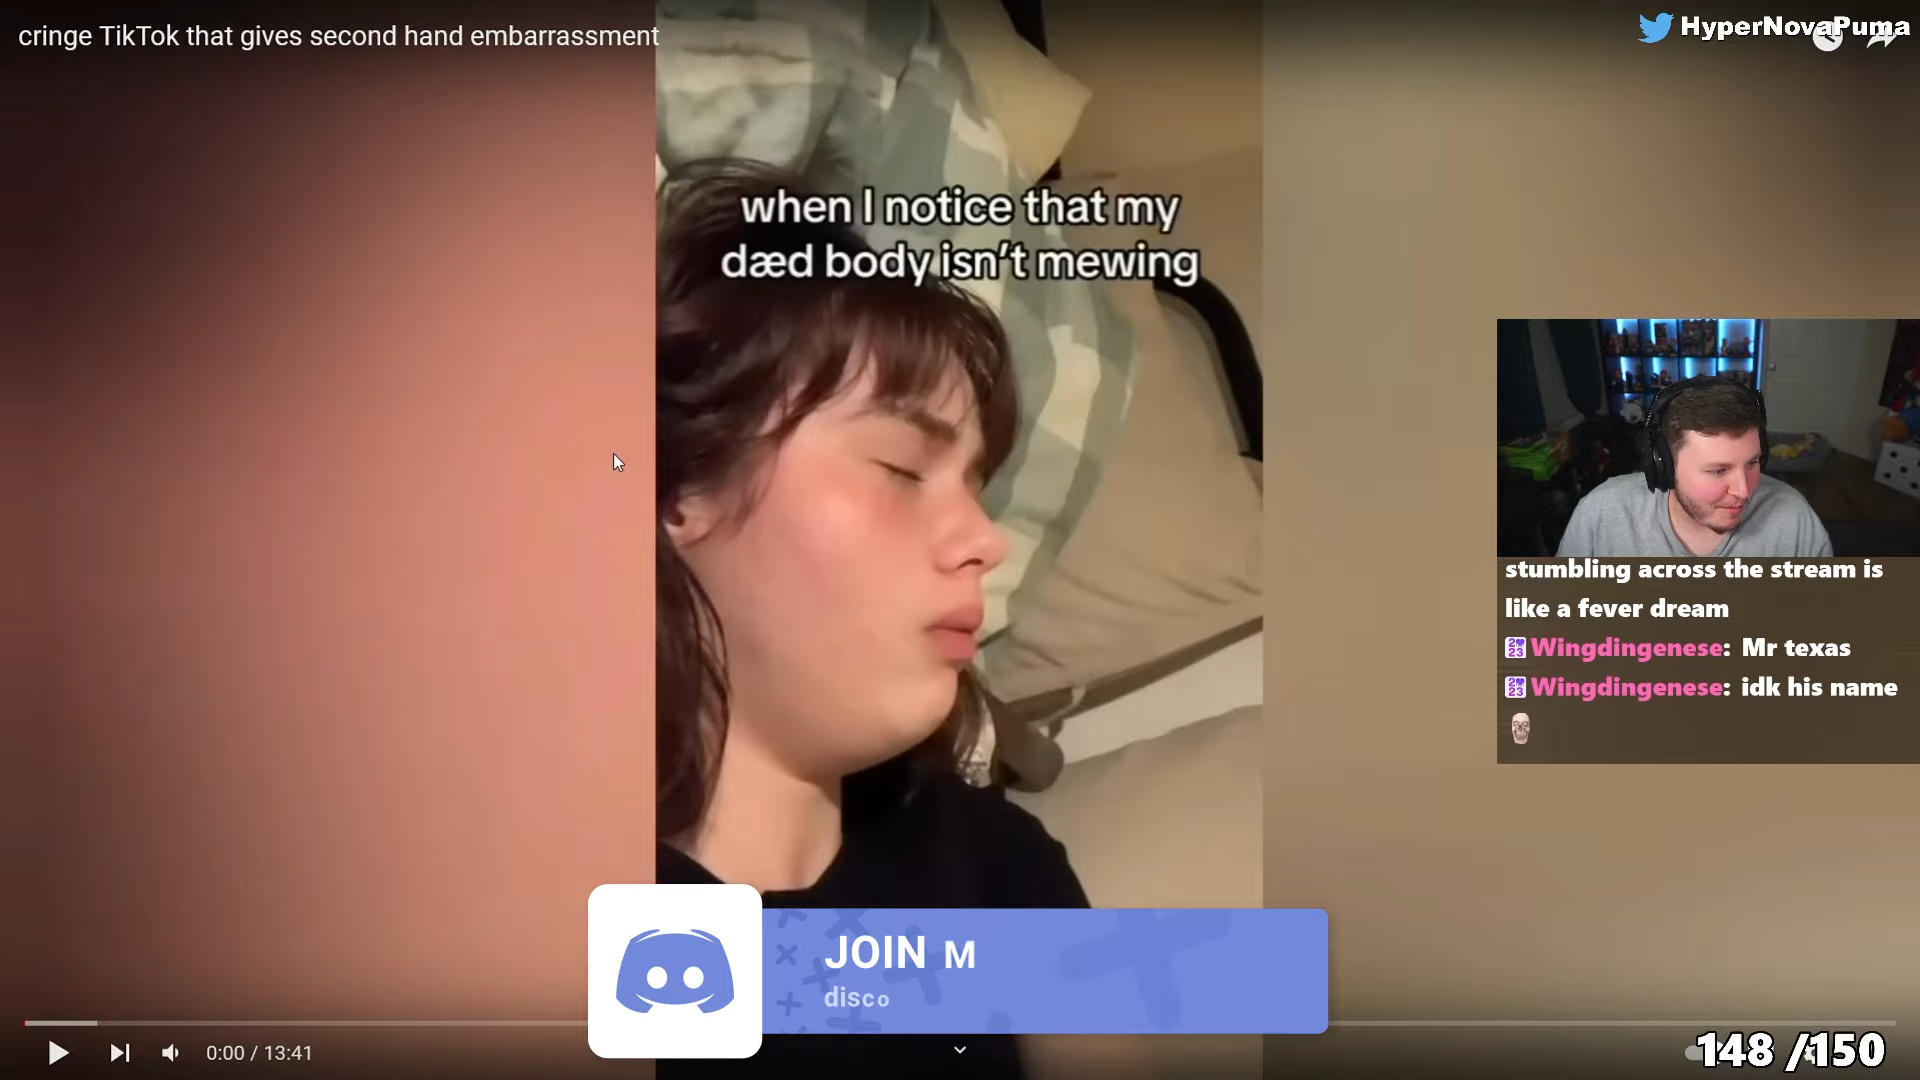 cringe TikTok that gives second hand embarrassment
HyperNovaPuma
when I notice that my
dæd body isn't mewing
stumbling across the stream is
like a fever dream
Wingdingenese: Mr texas
Wingdingenese: idk his name
JOIN M
disco
0:00 / 13:41
148 /150